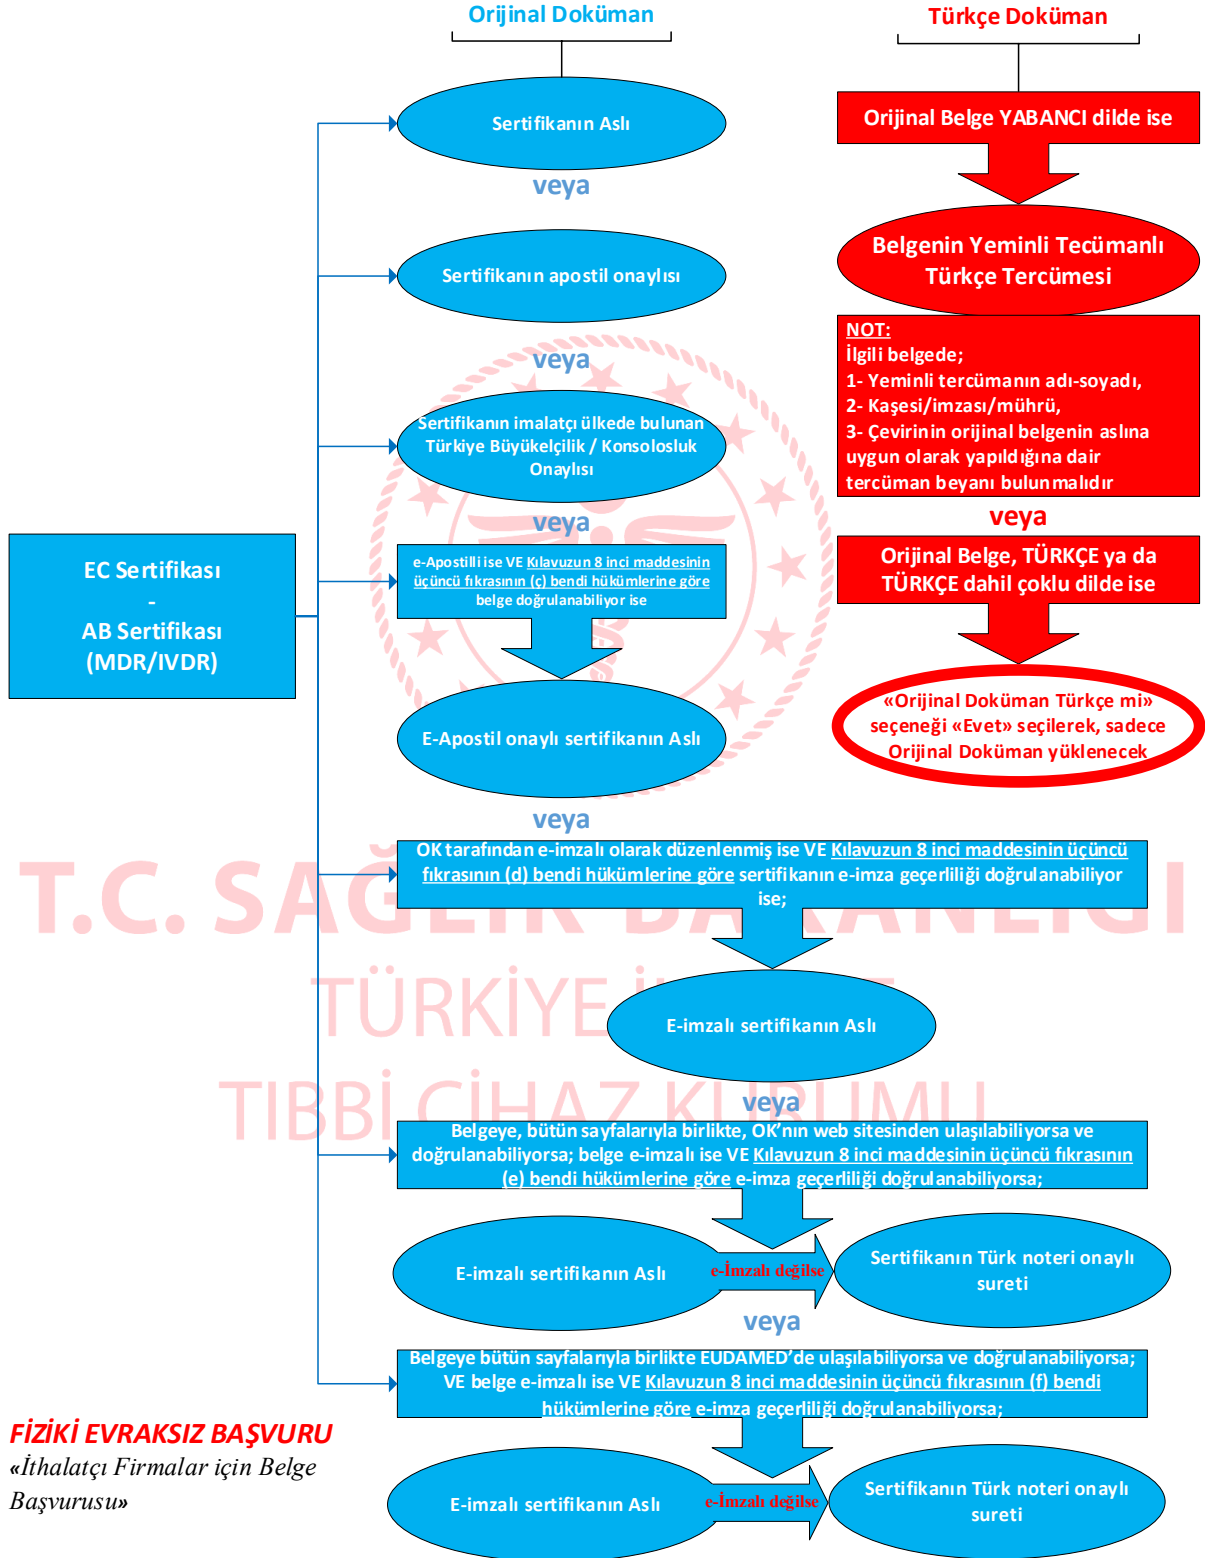 Orijinal Doküman
Türkçe Doküman
Sertifikanın Aslı
veya
Sertifikanın apostil onaylısı
veya
Sertifikanın imalatçı ülkede bulunan
Türkiye Büyükelçilik / Konsolosluk
Onaylısı
veya
e-Apostilli ise VE Kılavuzun 8 inci maddesinin
üçüncü fıkrasının (ç) bendi hükümlerine göre
belge doğrulanabiliyor ise
E-Apostil onaylı sertifikanın Aslı
veya
Orijinal Belge YABANCI dilde ise
Belgenin Yeminli Tecümanlı
Türkçe Tercümesi
NOT:
İlgili belgede;
1- Yeminli tercümanın adı-soyadı,
2- Kaşesi/imzası/mührü,
3- Çevirinin orijinal belgenin aslına
uygun olarak yapıldığına dair
tercüman beyanı bulunmalıdır
veya
Orijinal Belge, TÜRKÇE ya da
TÜRKÇE dahil çoklu dilde ise
«Orijinal Doküman Türkçe mi»
seçeneği «Evet» seçilerek, sadece
Orijinal Doküman yüklenecek
EC Sertifikası
-
AB Sertifikası
(MDR/IVDR)
OK tarafından e-imzalı olarak düzenlenmiş ise VE Kılavuzun 8 inci maddesinin üçüncü
fıkrasının (d) bendi hükümlerine göre sertifikanın e-imza geçerliliği doğrulanabiliyor
ise;
T.C. SAĞLIK BAKANLIĞI
TÜRKİYE
E-imzalı sertifikanın Aslı
veya
TIBBİ CİHAZ KURUMU
Belgeye, bütün sayfalarıyla birlikte, OK’nın web sitesinden ulaşılabiliyorsa ve
doğrulanabiliyorsa; belge e-imzalı ise VE Kılavuzun 8 inci maddesinin üçüncü fıkrasının
(e) bendi hükümlerine göre e-imza geçerliliği doğrulanabiliyorsa;
E-imzalı sertifikanın Aslı
e-İmzalı değilse
Sertifikanın Türk noteri onaylı
sureti
veya
Belgeye bütün sayfalarıyla birlikte EUDAMED’de ulaşılabiliyorsa ve doğrulanabiliyorsa;
VE belge e-imzalı ise VE Kılavuzun 8 inci maddesinin üçüncü fıkrasının (f) bendi
hükümlerine göre e-imza geçerliliği doğrulanabiliyorsa;
E-imzalı sertifikanın Aslı
e-İmzalı değilse
Sertifikanın Türk noteri onaylı
sureti
FİZİKİ EVRAKSIZ BAŞVURU
«İthalatçı Firmalar için Belge
Başvurusu»